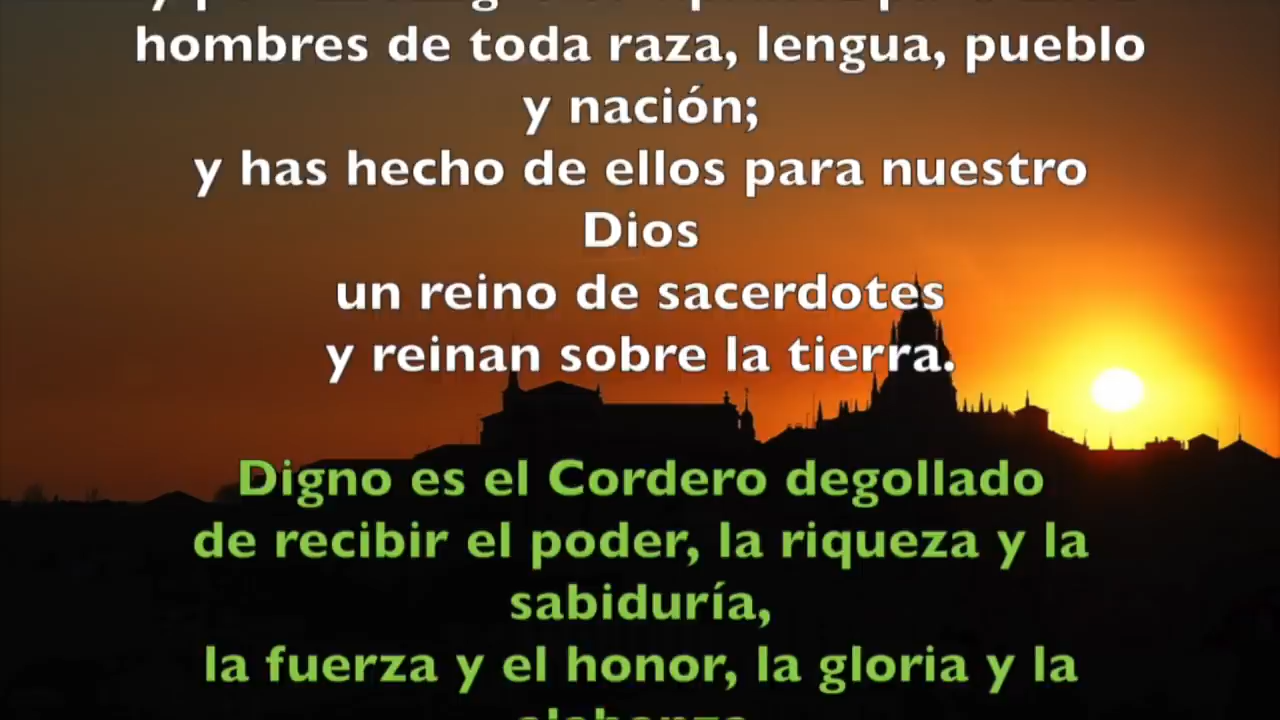 hombres de toda raza, lengua, pueblo
y nación;
y has hecho de ellos para nuestro
Dios
un reino de sacerdotes
y reinan sobre la tierra.
Digno es el Cordero degollado
de recibir el poder, la riqueza y la
sabiduría,
la fuerza y el honor, la gloria y la